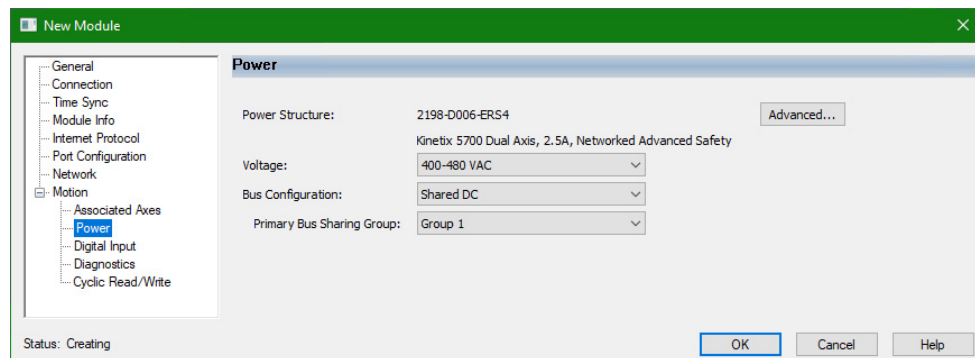 New Module
General
Connection
Time Sync
Module Info
Internet Protocol
Port Configuration
Network
Motion
Associated Axes
Power
Digital Input
Diagnostics
Cyclic Read/Write
Power
Power Structure: 2198-D006-ERS4 Advanced...
Kinetix 5700 Dual Axis, 2.5A, Networked Advanced Safety
Voltage: 400-480 VAC
Bus Configuration: Shared DC
Primary Bus Sharing Group: Group 1
Status: Creating OK Cancel Help